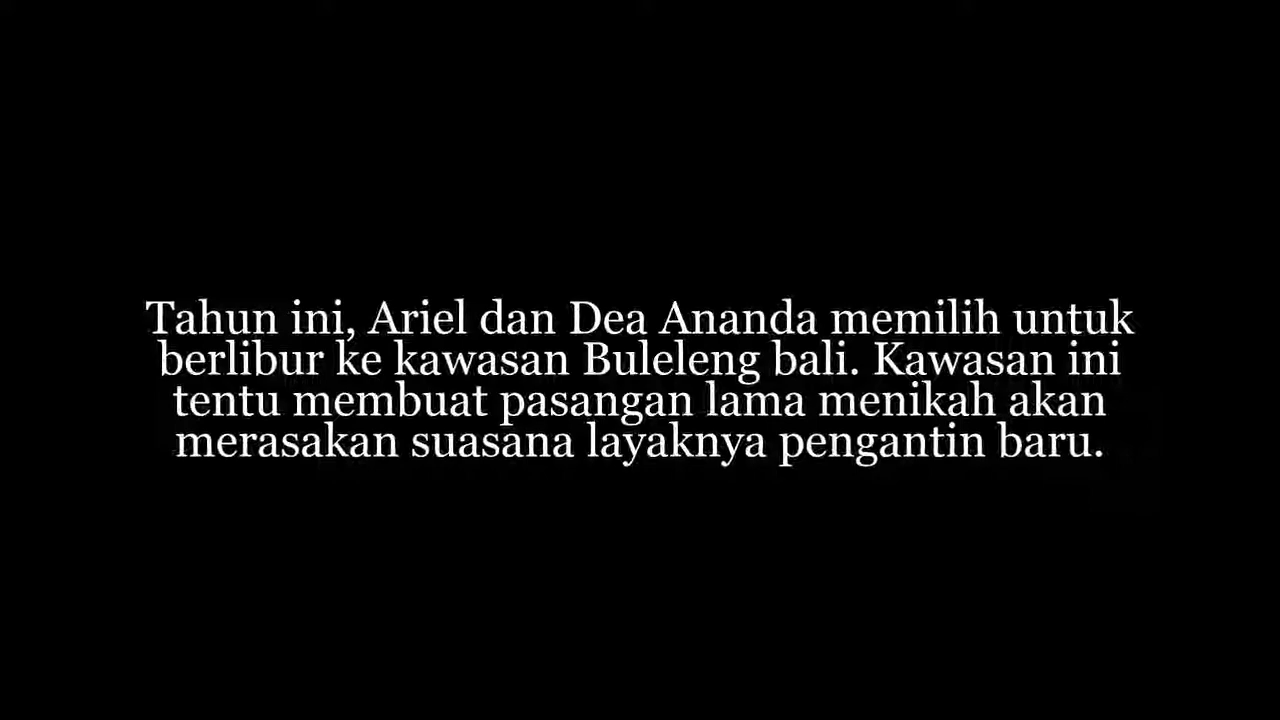 Tahun ini, Ariel dan Dea Ananda memilih untuk
berlibur ke kawasan Buleleng bali. Kawasan ini
tentu membuat pasangan lama menikah akan
merasakan suasana layaknya pengantin baru.